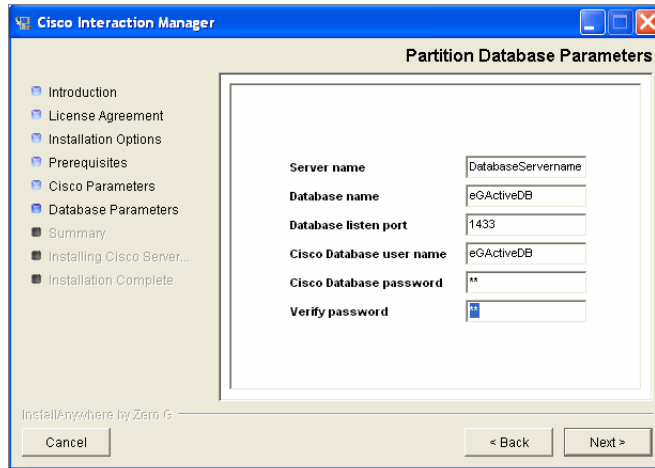 Cisco Interaction Manager
Partition Database Parameters
Introduction
License Agreement
Installation Options
Prerequisites
Cisco Parameters
Database Parameters
Summary
Installing Cisco Server...
Installation Complete
Server name DatabaseServername
Database name eGActiveDB
Database listen port 1433
Cisco Database user name eGActiveDB
Cisco Database password **
Verify password **
InstallAnywhere by Zero G
Cancel < Back Next >